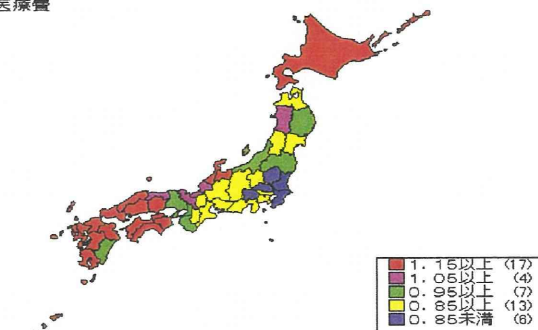 医療費
1.15以上 (17)
1.05以上 (4)
0.95以上 (7)
0.85以上 (13)
0.85未満 (6)